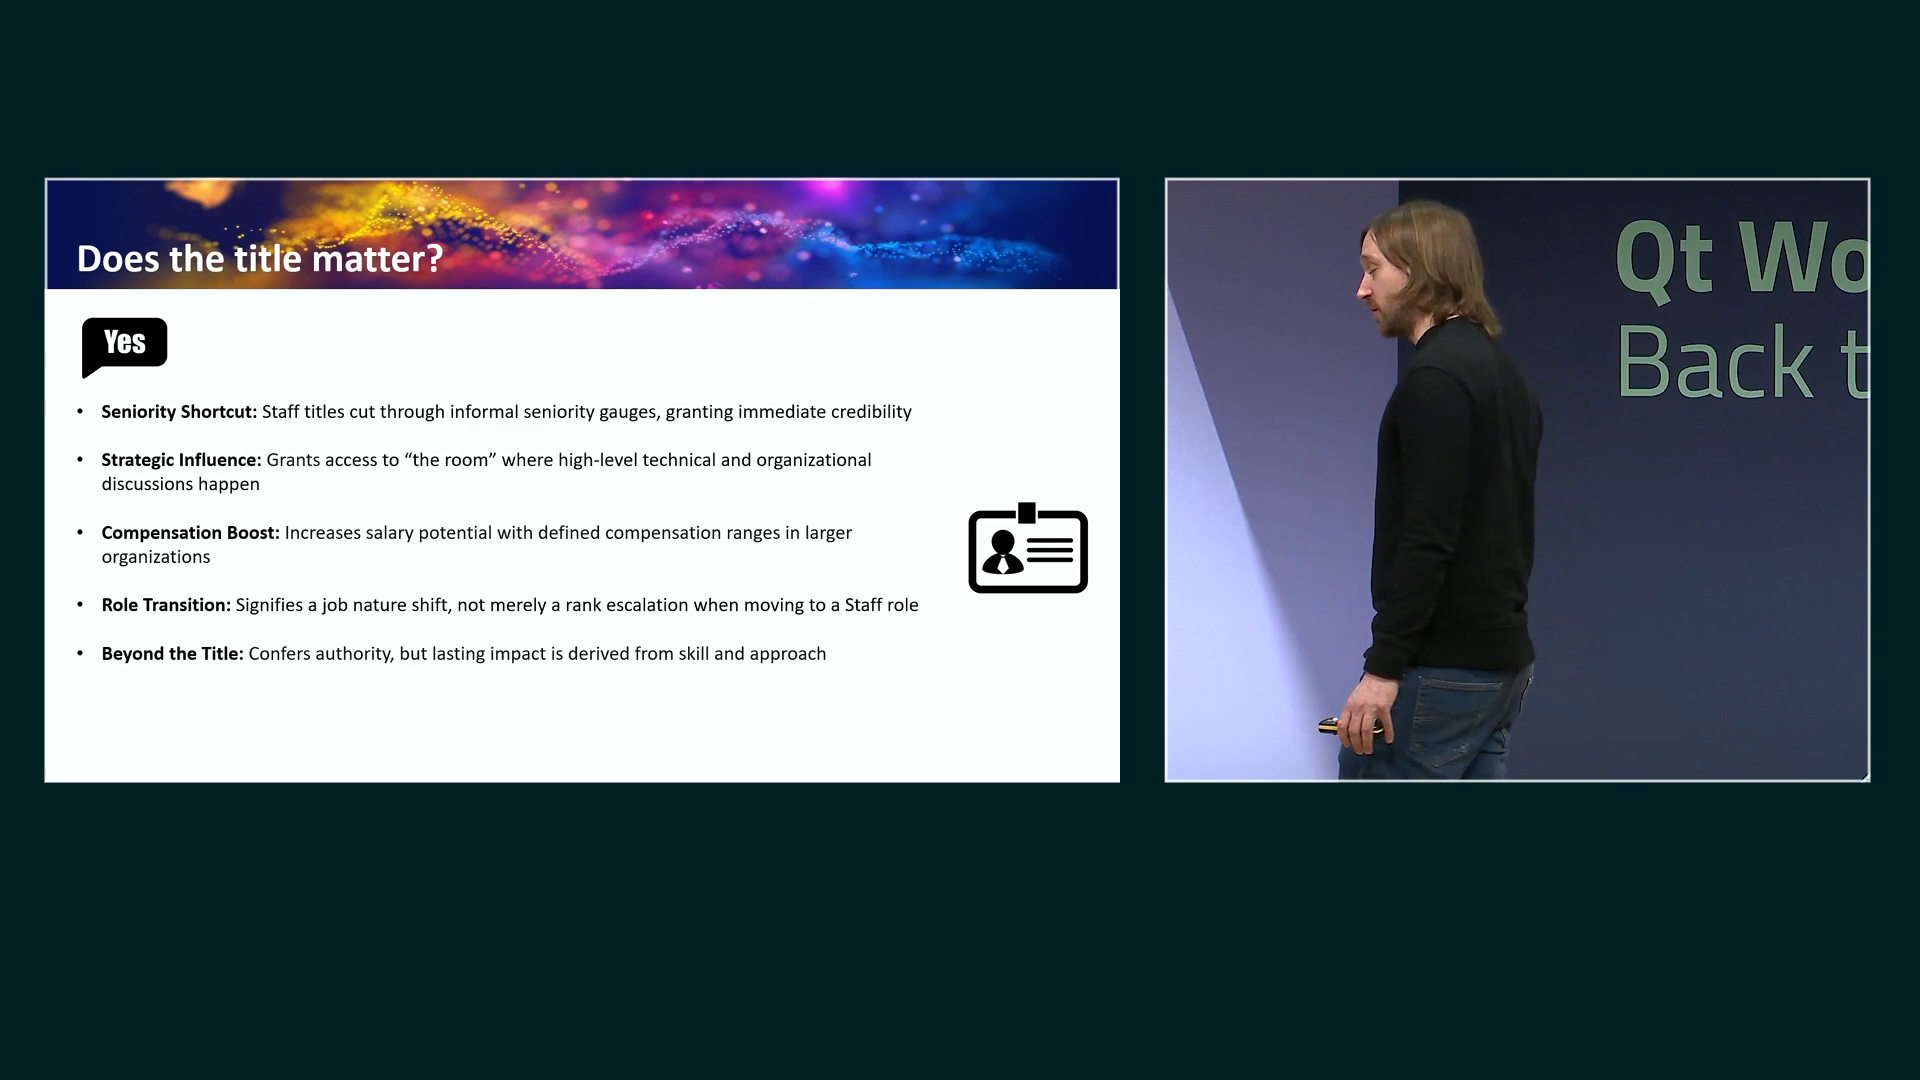 Does the title matter?
Yes
• Seniority Shortcut: Staff titles cut through informal seniority gauges, granting immediate credibility
• Strategic Influence: Grants access to “the room” where high-level technical and organizational
discussions happen
• Compensation Boost: Increases salary potential with defined compensation ranges in larger
organizations
• Role Transition: Signifies a job nature shift, not merely a rank escalation when moving to a Staff role
• Beyond the Title: Confers authority, but lasting impact is derived from skill and approach
Qt Wo
Back t